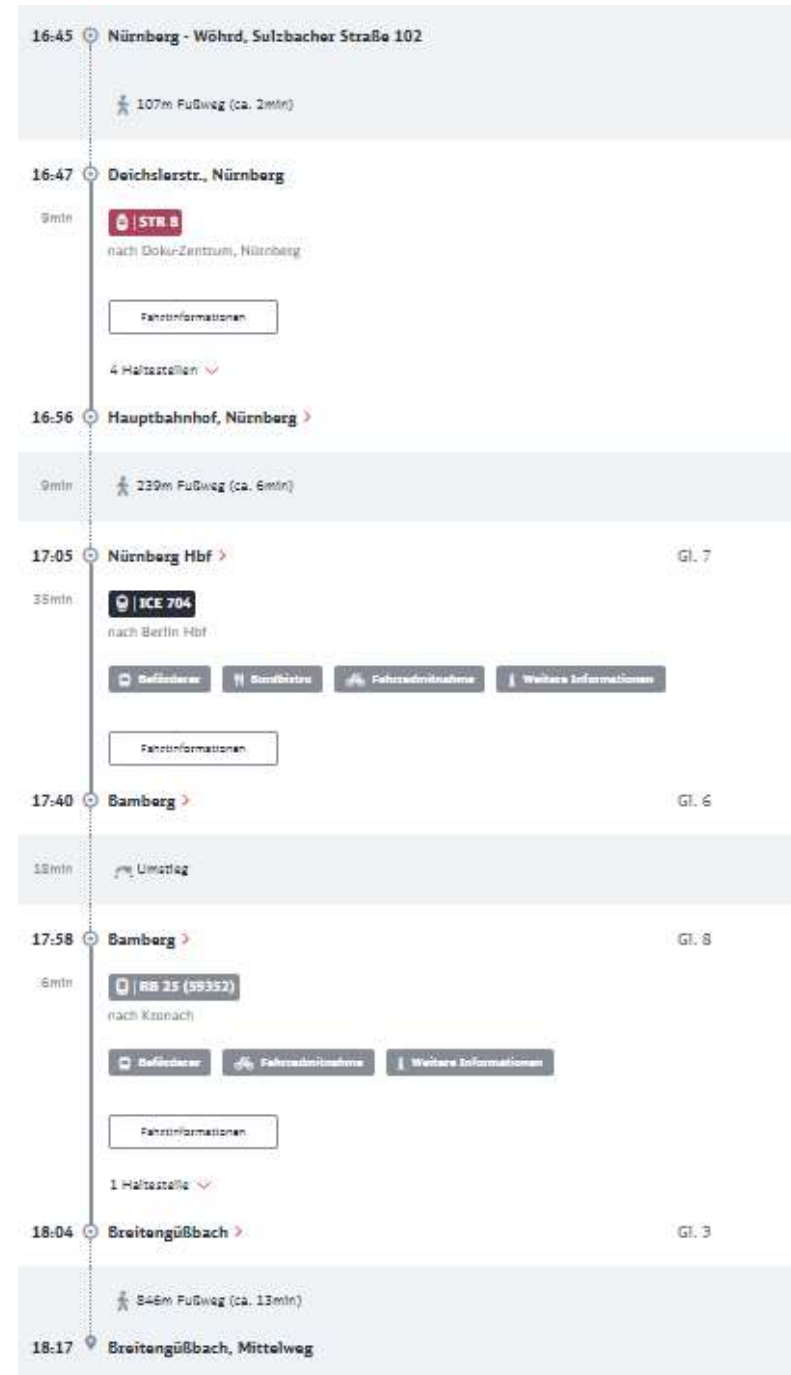 16:45 Nürnberg - Wöhrd, Sulzbacher Straße 102
107m Fußweg (ca. 2min)
16:47 Deichslerstr., Nürnberg
9min STR 8
nach Doku-Zentrum, Nürnberg
Fahrtinformationen
4 Haltestellen
16:56 Hauptbahnhof, Nürnberg
9min 239m Fußweg (ca. 6min)
17:05 Nürnberg Hbf Gl. 7
35min ICE 704
nach Berlin Hbf
Beförderer Bordbistro Fahrradmitnahme Weitere Informationen
Fahrtinformationen
17:40 Bamberg Gl. 6
18min Umstieg
17:58 Bamberg Gl. 8
6min RB 25 (59352)
nach Kronach
Beförderer Fahrradmitnahme Weitere Informationen
Fahrtinformationen
1 Haltestelle
18:04 Breitengüßbach Gl. 3
846m Fußweg (ca. 13min)
18:17 Breitengüßbach, Mittelweg